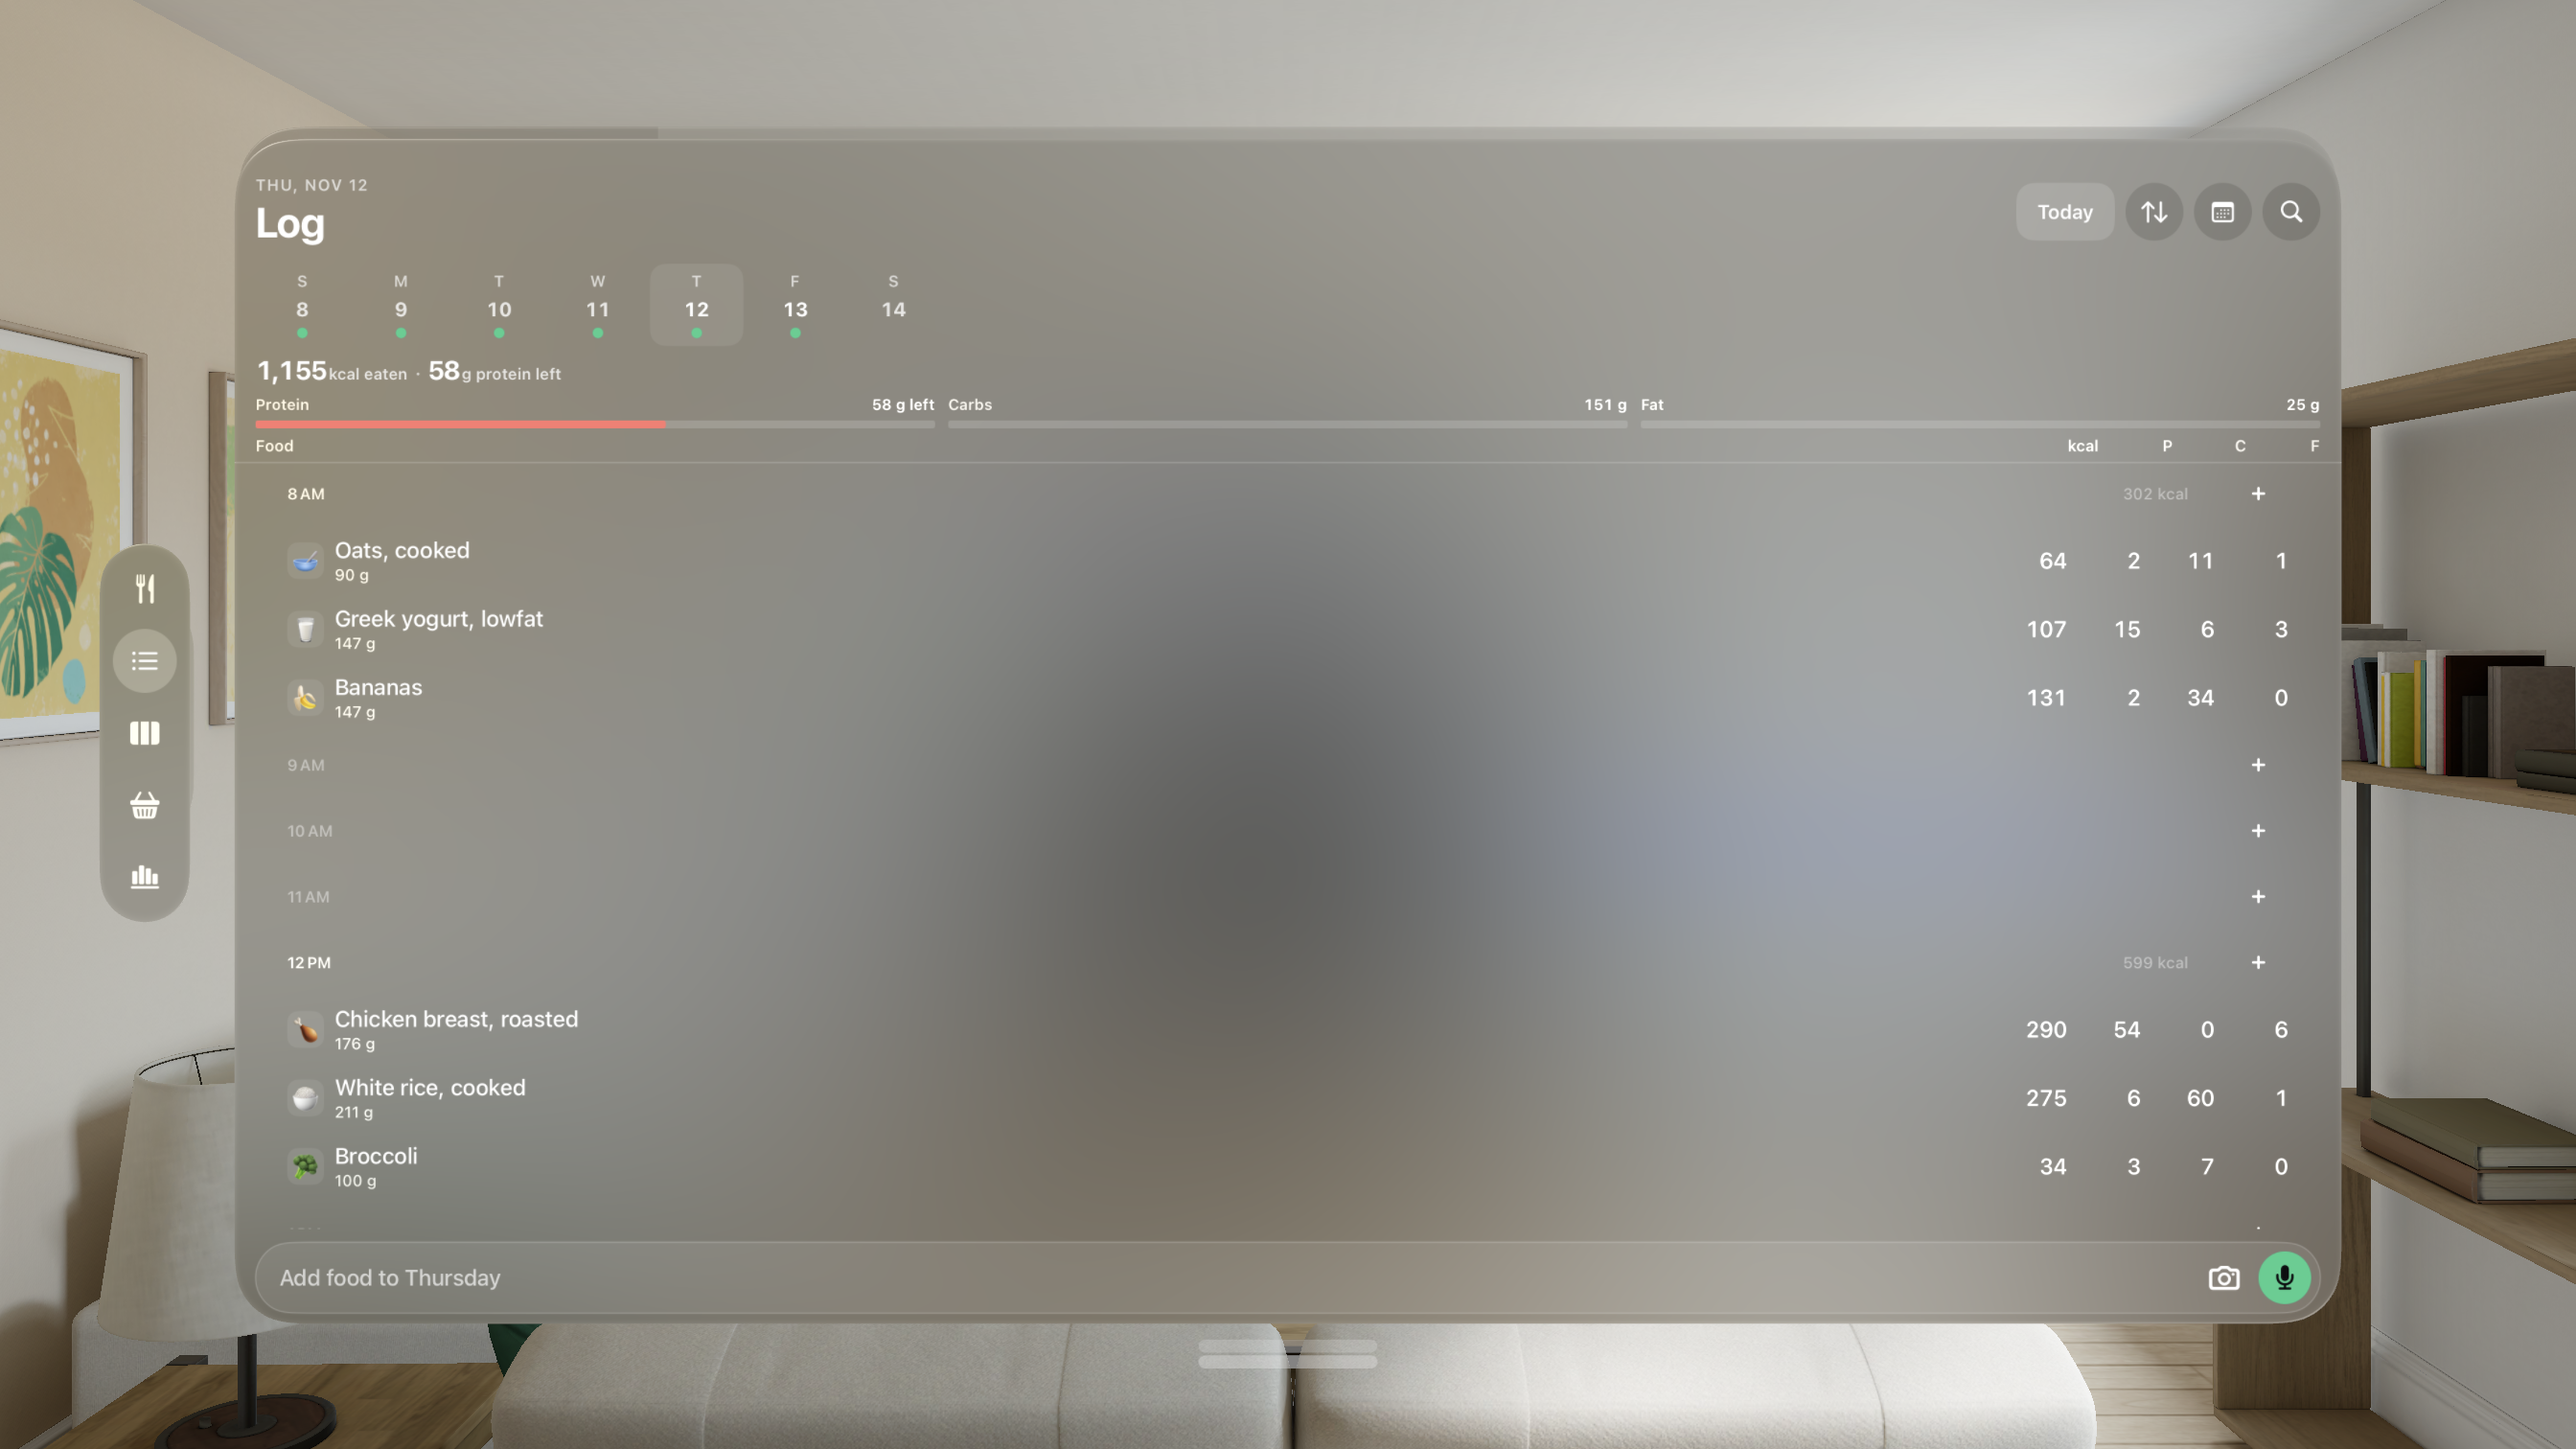 THU, NOV 12
Log
Today
S M T W T F S
8 9 10 11 12 13 14
1,155 kcal eaten · 58 g protein left
Protein 58 g left Carbs 151 g Fat 25 g
Food kcal P C F
8 AM 302 kcal +
Oats, cooked
90 g
64 2 11 1
Greek yogurt, lowfat
147 g
107 15 6 3
Bananas
147 g
131 2 34 0
9 AM +
10 AM +
11 AM +
12 PM 599 kcal +
Chicken breast, roasted
176 g
290 54 0 6
White rice, cooked
211 g
275 6 60 1
Broccoli
100 g
34 3 7 0
Add food to Thursday